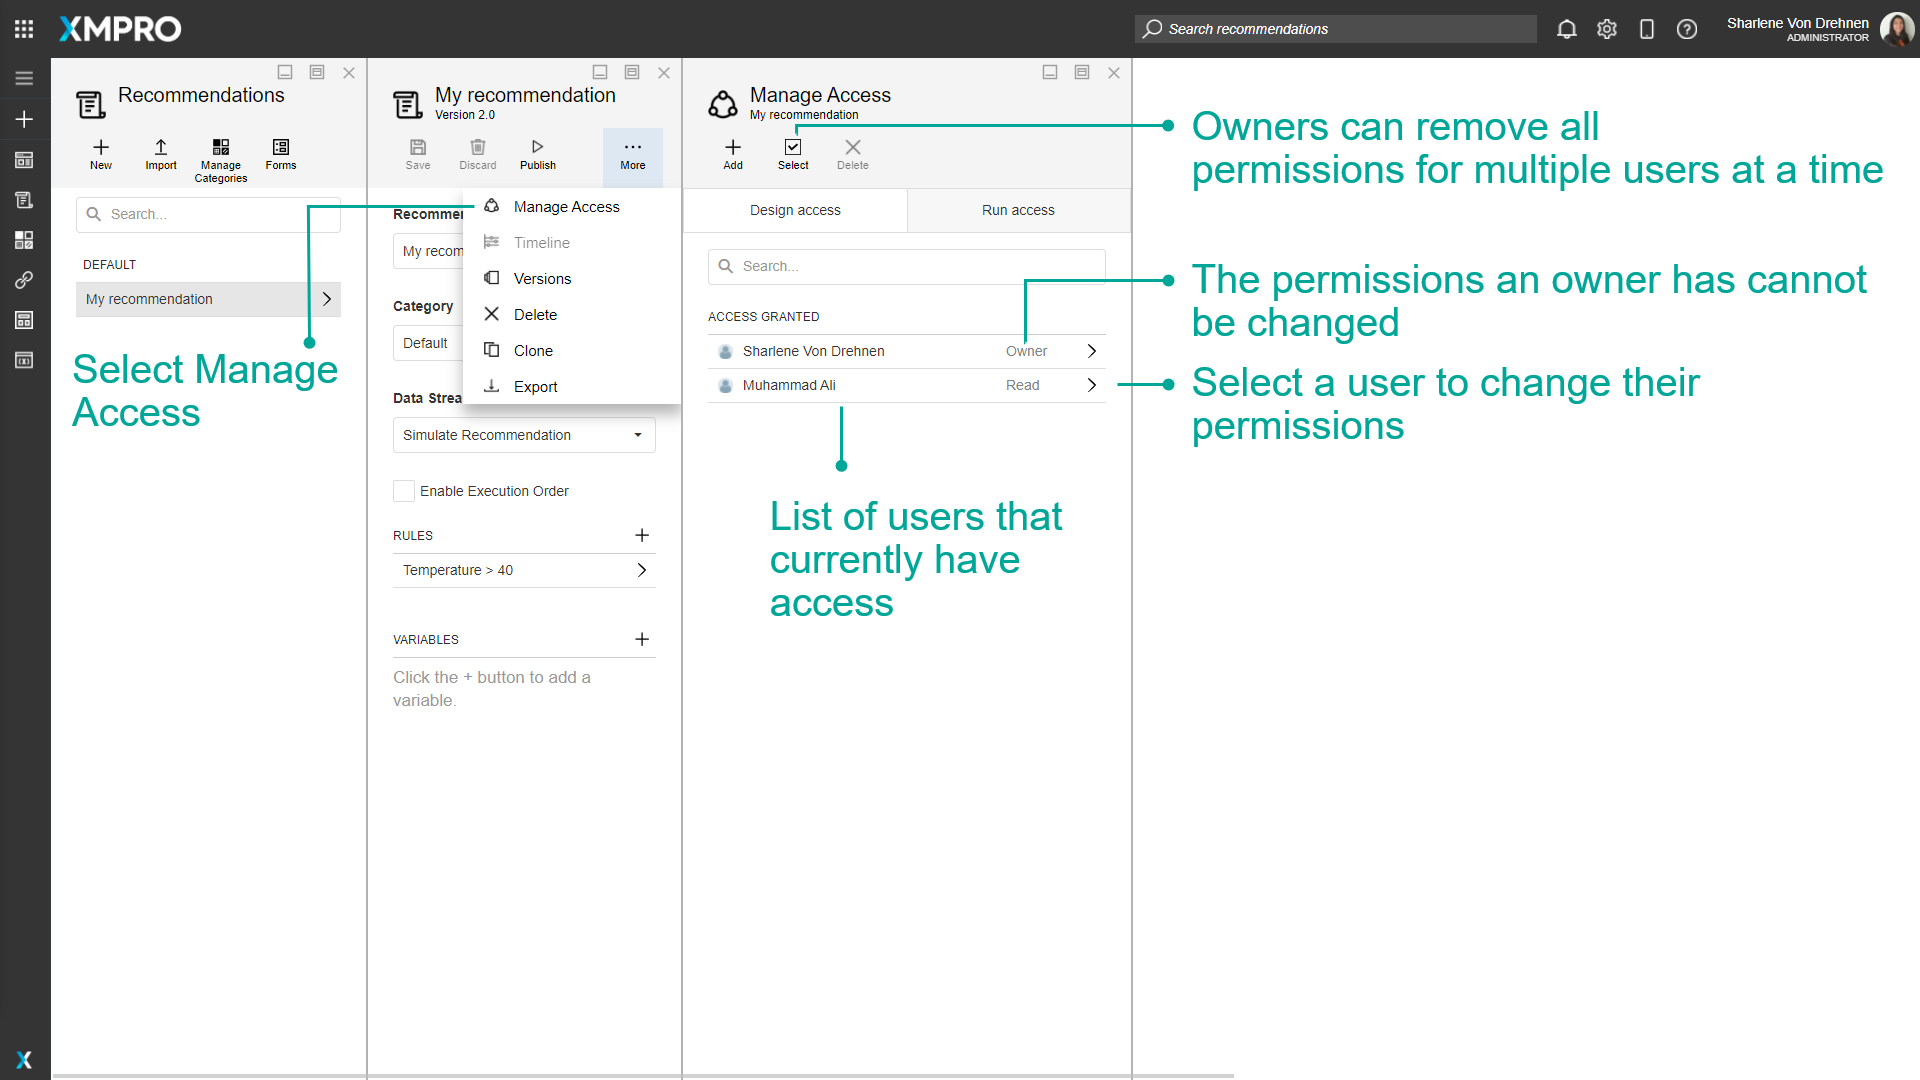 XMPRO
Search recommendations
Sharlene Von Drehnen
ADMINISTRATOR
Recommendations
New
Import
Manage
Categories
Forms
Search...
DEFAULT
My recommendation
Select Manage
Access
My recommendation
Version 2.0
Save
Discard
Publish
More
Manage Access
Timeline
Versions
Delete
Clone
Export
Recommer
My recom
Category
Default
Data Strea
Simulate Recommendation
Enable Execution Order
RULES
Temperature > 40
VARIABLES
Click the + button to add a
variable.
Manage Access
My recommendation
Add
Select
Delete
Design access
Run access
Search...
ACCESS GRANTED
Sharlene Von Drehnen Owner
Muhammad Ali Read
List of users that
currently have
access
Owners can remove all
permissions for multiple users at a time
The permissions an owner has cannot
be changed
Select a user to change their
permissions